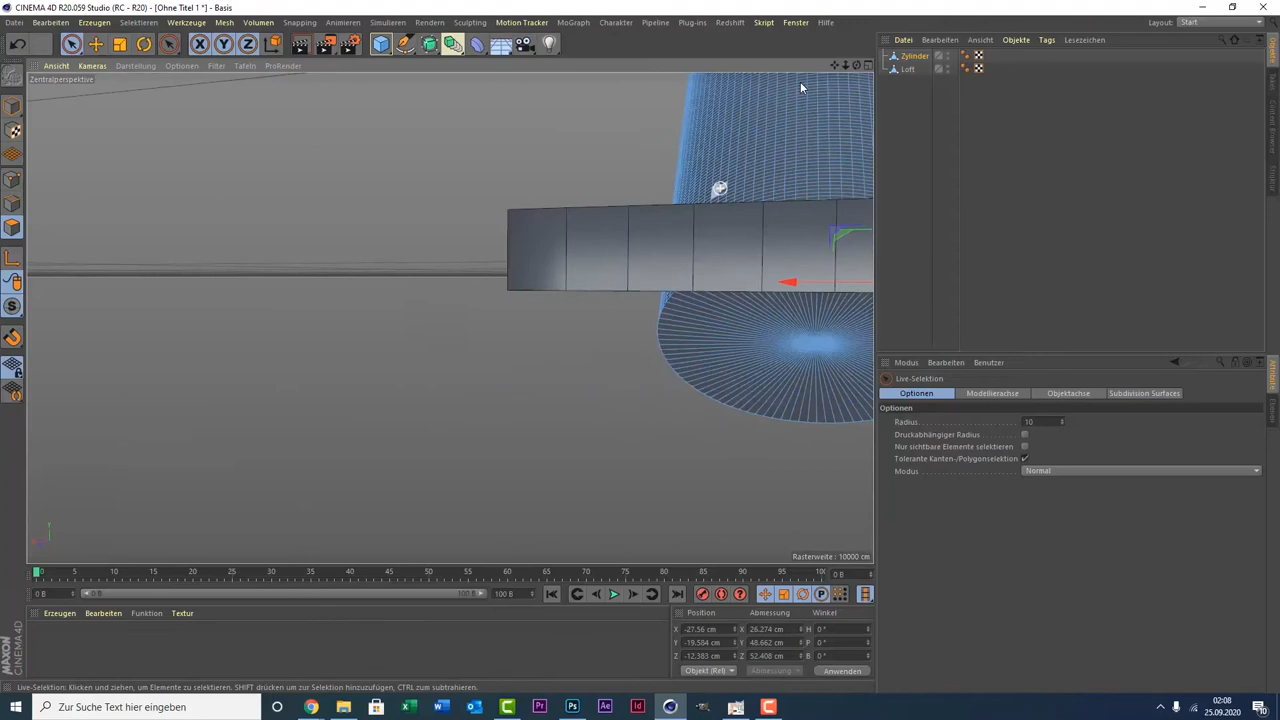 CINEMA 4D R20.059 Studio (RC - R20) - [Ohne Titel 1 *] - Basis
Datei Bearbeiten Erzeugen Selektieren Werkzeuge Mesh Volumen Snapping Animieren Simulieren Rendern Sculpting Motion Tracker MoGraph Charakter Pipeline Plug-ins Redshift Skript Fenster Hilfe Layout: Start
Ansicht Kameras Darstellung Optionen Filter Tafeln ProRender
Zentralperspektive
Datei Bearbeiten Ansicht Objekte Tags Lesezeichen
Zylinder
Loft
Modus Bearbeiten Benutzer
Live-Selektion
Optionen Modellierachse Objektachse Subdivision Surfaces
Optionen
Radius 10
Druckabhängiger Radius
Nur sichtbare Elemente selektieren
Tolerante Kanten-/Polygonselektion
Modus Normal
Y
Rasterweite : 10000 cm
0 5 10 15 20 25 30 35 40 45 50 55 60 65 70 75 80 85 90 95 100 0 B
0 B 0 B 100 B 100 B
Erzeugen Bearbeiten Funktion Textur
Position Abmessung Winkel
X -27.56 cm X 26.274 cm H 0 °
Y -19.584 cm Y 48.662 cm P 0 °
Z -12.383 cm Z 52.408 cm B 0 °
Objekt (Rel) Abmessung Anwenden
MAXON CINEMA 4D
Live-Selektion: Klicken und ziehen, um Elemente zu selektieren. SHIFT drücken um zur Selektion hinzuzufügen, CTRL zum subtrahieren.
Zur Suche Text hier eingeben
02:08
25.09.2020